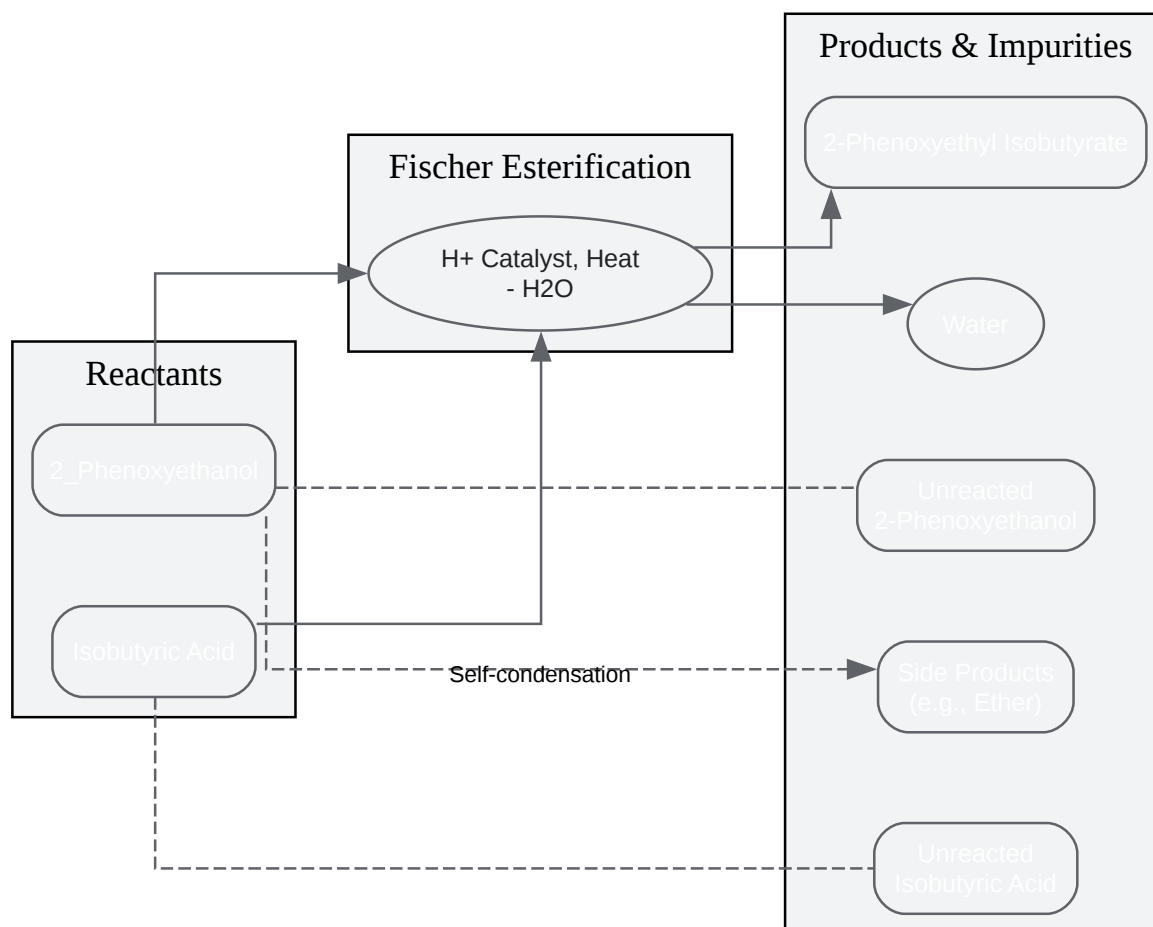 Products & Impurities
2-Phenoxyethyl Isobutyrate
Fischer Esterification
H+ Catalyst, Heat
- H2O
Water
Reactants
2_Phenoxyethanol
Unreacted
2-Phenoxyethanol
Isobutyric Acid
Self-condensation
Side Products
(e.g., Ether)
Unreacted
Isobutyric Acid